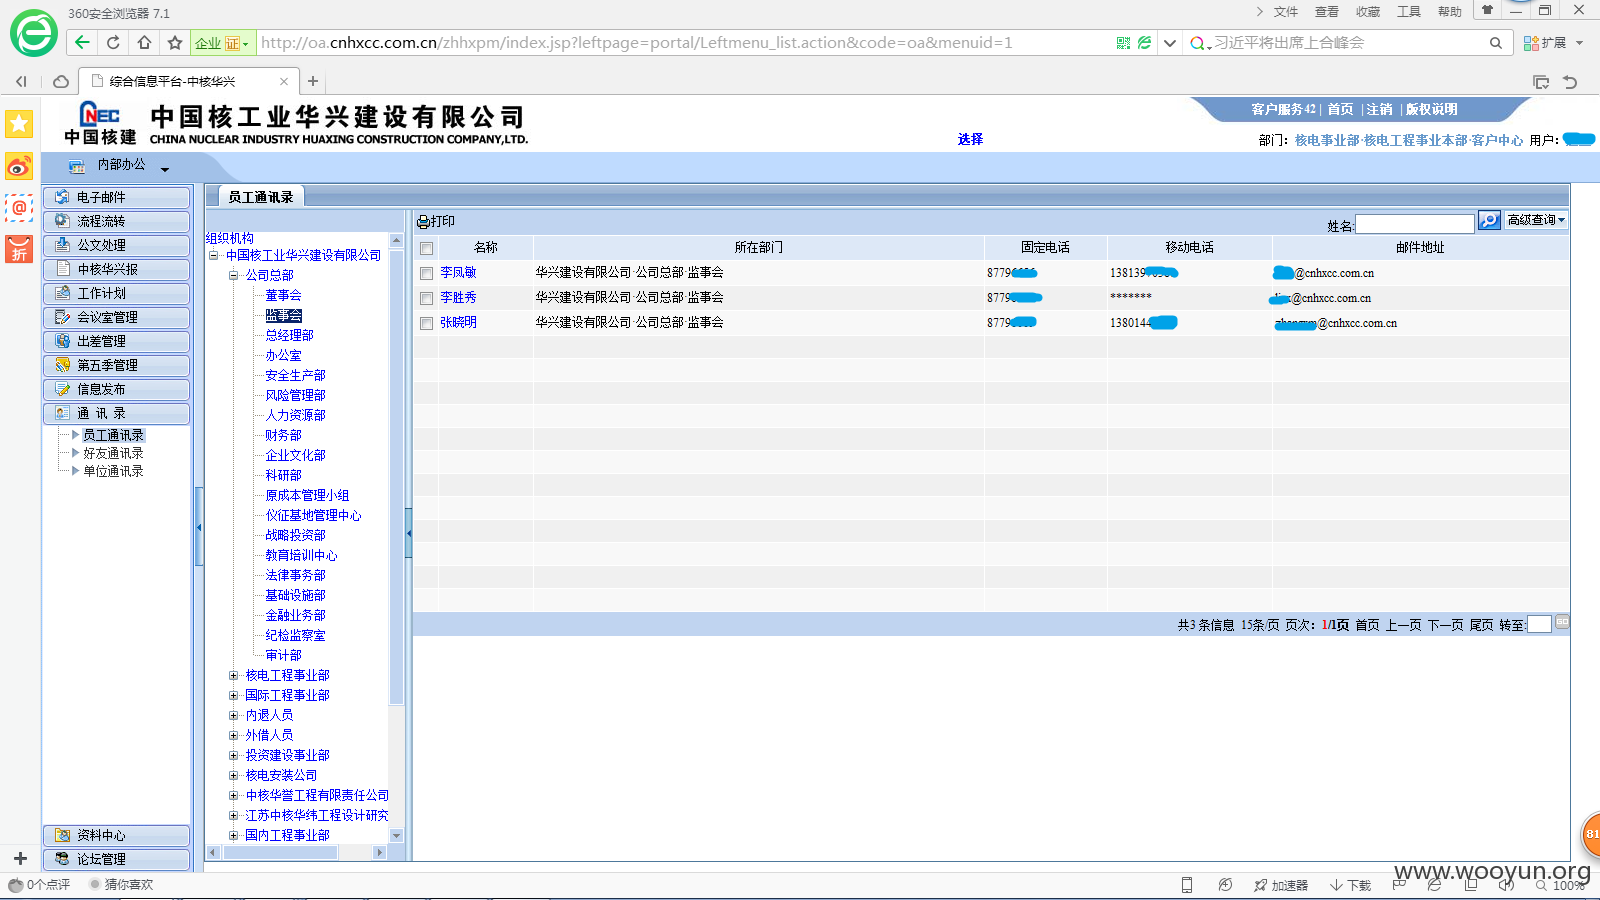 360安全浏览器 7.1
文件 查看 收藏 工具 帮助
企业 证 http://oa.cnhxcc.com.cn/zhhxpm/index.jsp?leftpage=portal/Leftmenu_list.action&code=oa&menuid=1
习近平将出席上合峰会
扩展
综合信息平台-中核华兴
CNEC
中国核建
中国核工业华兴建设有限公司
CHINA NUCLEAR INDUSTRY HUAXING CONSTRUCTION COMPANY,LTD.
客户服务42| 首页 |注销 |版权说明
选择
部门: 核电事业部·核电工程事业本部·客户中心 用户:
内部办公
电子邮件
流程流转
公文处理
中核华兴报
工作计划
会议室管理
出差管理
第五季管理
信息发布
通 讯 录
员工通讯录
好友通讯录
单位通讯录
资料中心
论坛管理
员工通讯录
组织机构
中国核工业华兴建设有限公司
公司总部
董事会
监事会
总经理部
办公室
安全生产部
风险管理部
人力资源部
财务部
企业文化部
科研部
原成本管理小组
仪征基地管理中心
战略投资部
教育培训中心
法律事务部
基础设施部
金融业务部
纪检监察室
审计部
核电工程事业部
国际工程事业部
内退人员
外借人员
投资建设事业部
核电安装公司
中核华誉工程有限责任公司
江苏中核华纬工程设计研究
国内工程事业部
打印
姓名: 高级查询
名称 所在部门 固定电话 移动电话 邮件地址
李凤敏 华兴建设有限公司·公司总部·监事会 8779 138139 @cnhxcc.com.cn
李胜秀 华兴建设有限公司·公司总部·监事会 8779 ******* @cnhxcc.com.cn
张晓明 华兴建设有限公司·公司总部·监事会 8779 1380144 @cnhxcc.com.cn
共3 条信息 15条/页 页次: 1/1页 首页 上一页 下一页 尾页 转至:
81
www.wooyun.org
0个点评 猜你喜欢
加速器 下载 100%